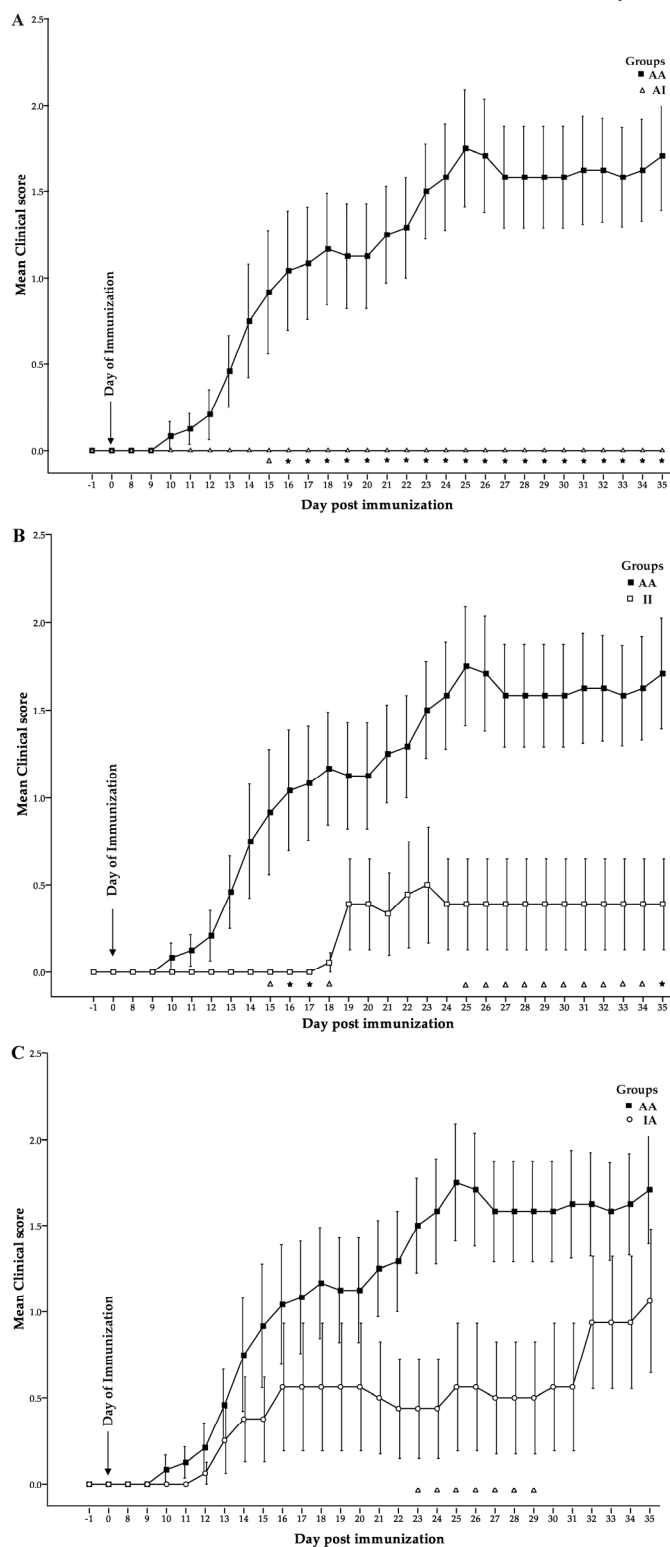 A
2.5
2.0
1.5
1.0
0.5
0.0
Mean Clinical score
Day of Immunization
Groups
AA
AI
-1 0 8 9 10 11 12 13 14 15 16 17 18 19 20 21 22 23 24 25 26 27 28 29 30 31 32 33 34 35
Day post immunization
B
2.5
2.0
1.5
1.0
0.5
0.0
Mean Clinical score
Day of Immunization
Groups
AA
II
-1 0 8 9 10 11 12 13 14 15 16 17 18 19 20 21 22 23 24 25 26 27 28 29 30 31 32 33 34 35
Day post immunization
C
2.5
2.0
1.5
1.0
0.5
0.0
Mean Clinical score
Day of Immunization
Groups
AA
IA
-1 0 8 9 10 11 12 13 14 15 16 17 18 19 20 21 22 23 24 25 26 27 28 29 30 31 32 33 34 35
Day post immunization